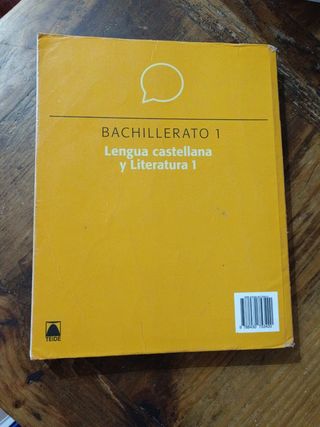 BACHILLERATO 1
Lengua castellana
y Literatura 1
TEIDE